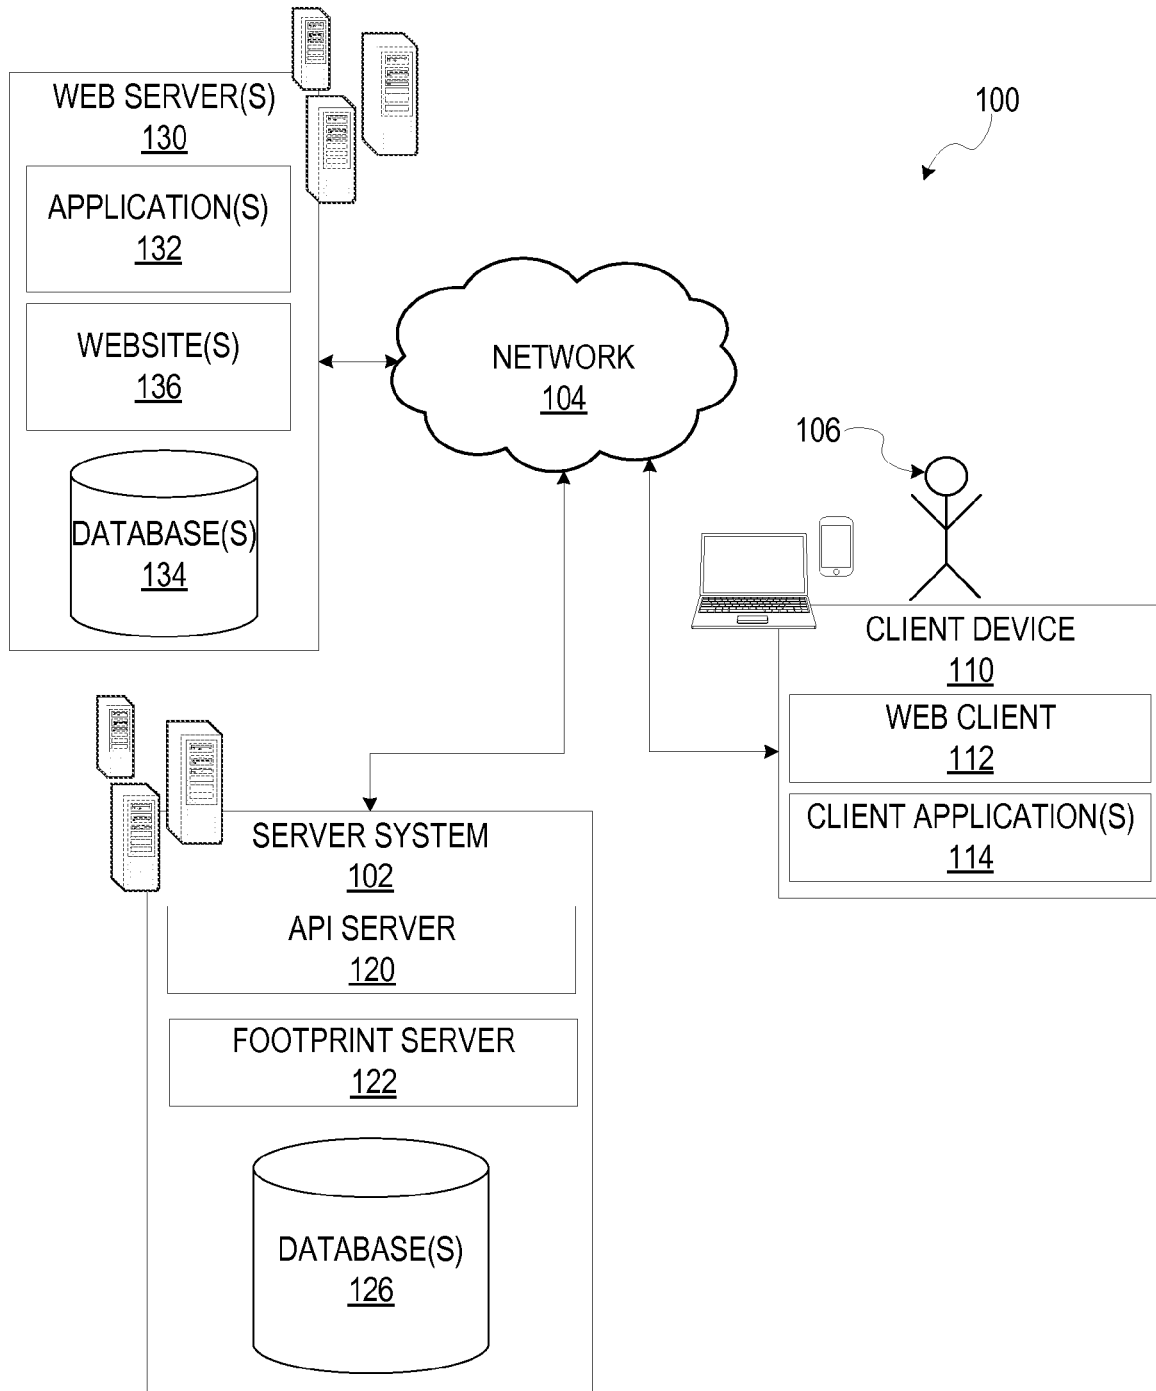 WEB SERVER(S)
130
APPLICATION(S)
132
WEBSITE(S)
136
DATABASE(S)
134
100
NETWORK
104
106
CLIENT DEVICE
110
WEB CLIENT
112
CLIENT APPLICATION(S)
114
SERVER SYSTEM
102
API SERVER
120
FOOTPRINT SERVER
122
DATABASE(S)
126